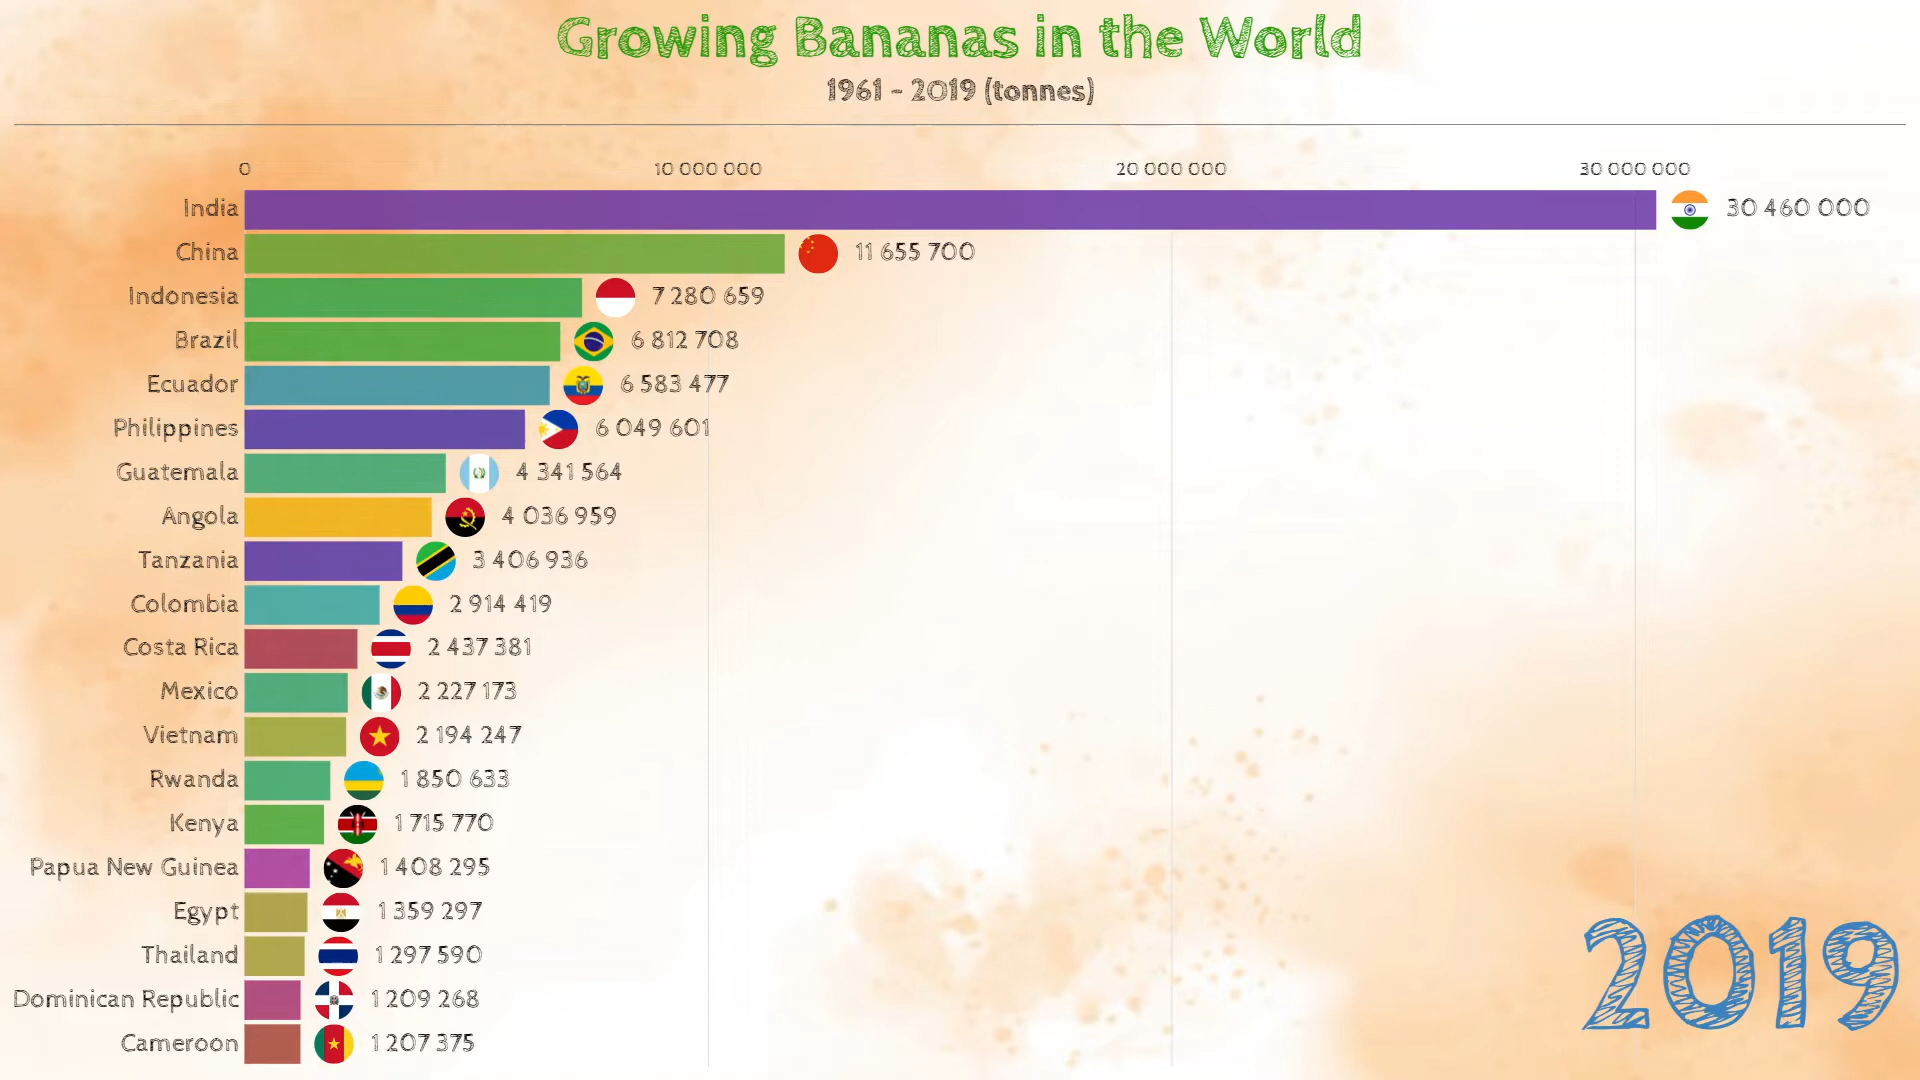 Growing Bananas in the World
1961 - 2019 (tonnes)
0 10 000 000 20 000 000 30 000 000
India 30 460 000
China 11 655 700
Indonesia 7 280 659
Brazil 6 812 708
Ecuador 6 583 477
Philippines 6 049 601
Guatemala 4 341 564
Angola 4 036 959
Tanzania 3 406 936
Colombia 2 914 419
Costa Rica 2 437 381
Mexico 2 227 173
Vietnam 2 194 247
Rwanda 1 850 633
Kenya 1 715 770
Papua New Guinea 1 408 295
Egypt 1 359 297
Thailand 1 297 590
Dominican Republic 1 209 268
Cameroon 1 207 375
2019